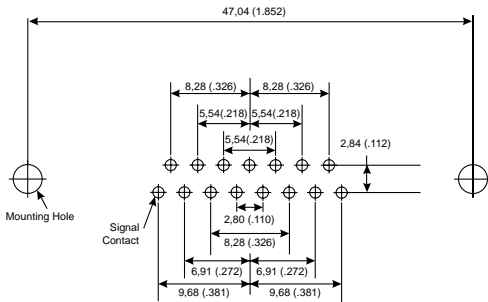 47,04 (1.852)
8,28 (.326) 8,28 (.326)
5,54(.218) 5,54(.218)
5,54(.218)
2,84 (.112)
Mounting Hole
Signal
Contact
2,80 (.110)
8,28 (.326)
6,91 (.272) 6,91 (.272)
9,68 (.381) 9,68 (.381)